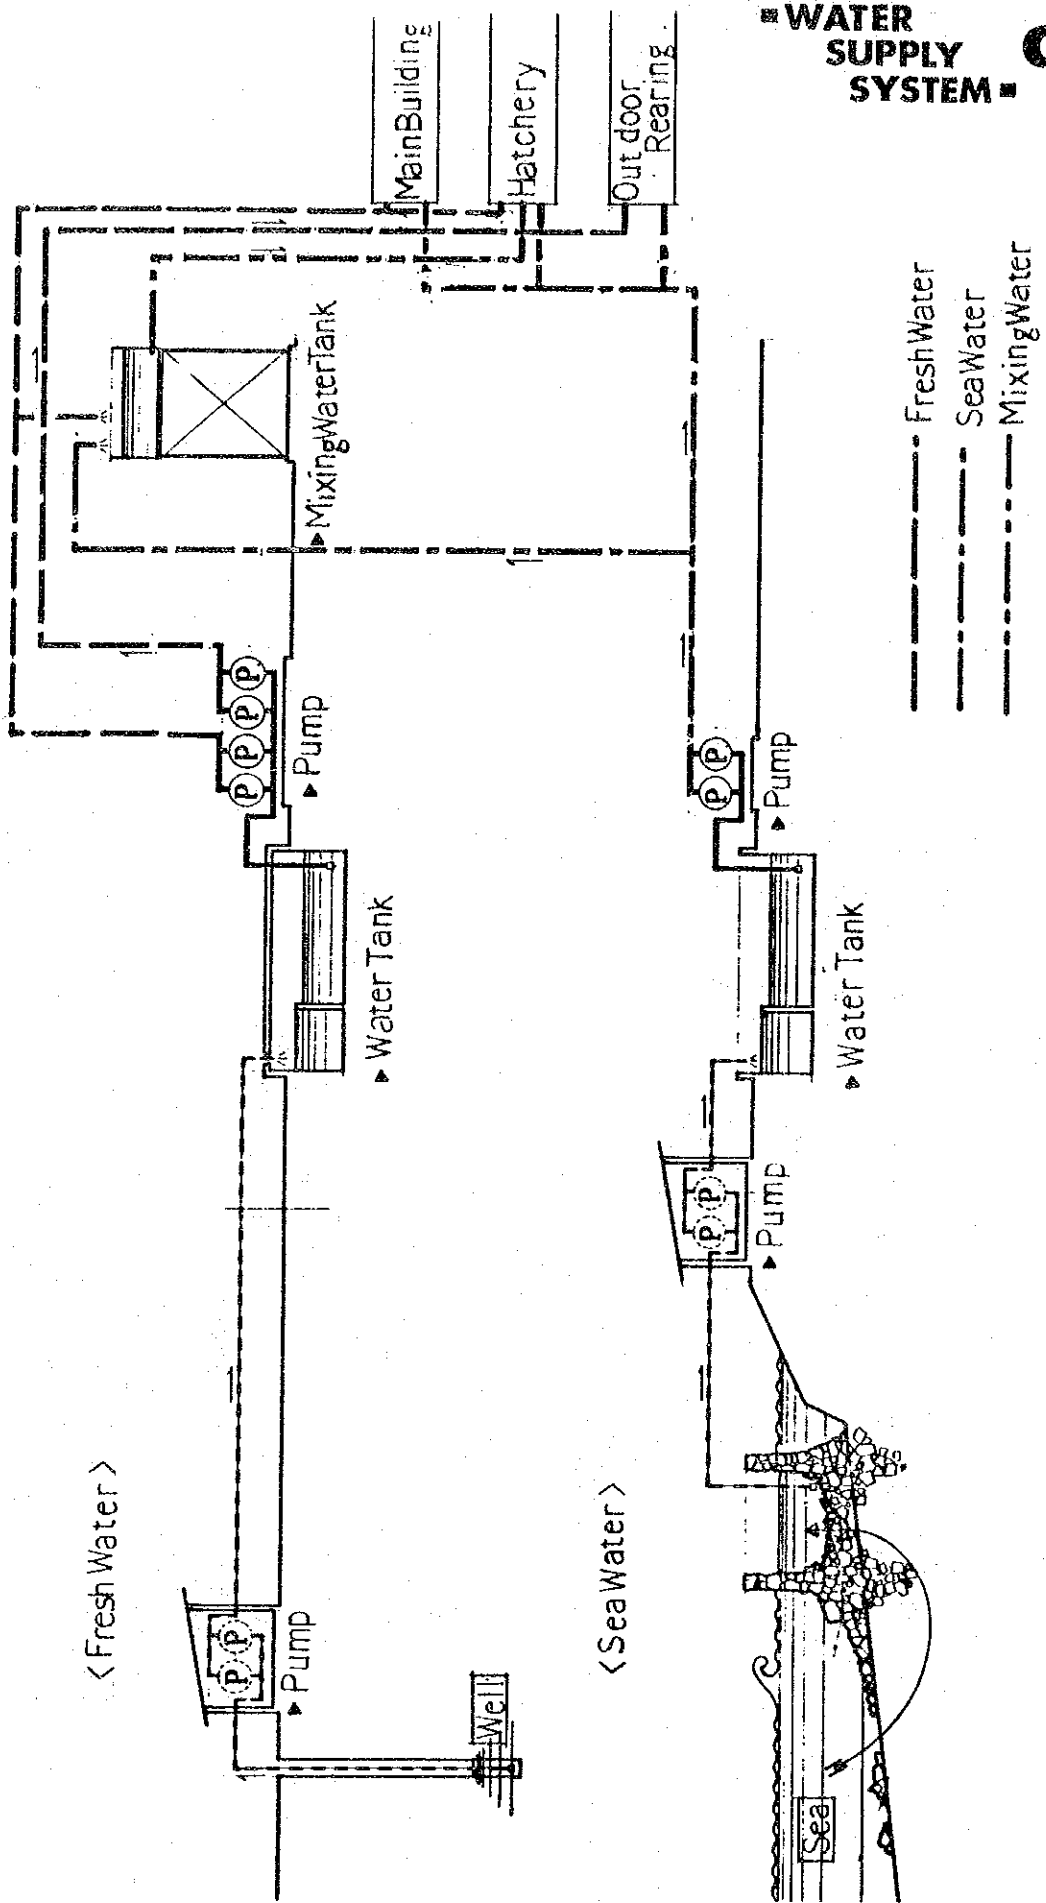 ▪WATER
SUPPLY
SYSTEM▪
<Fresh Water>
Well
▲Pump
P P
▲Water Tank
▲Pump
P P P P
▲MixingWaterTank
MainBuilding
Hatchery
Out door
Rearing
<SeaWater>
Sea
▲Pump
P P
▲Water Tank
▲Pump
P P
FreshWater
SeaWater
MixingWater